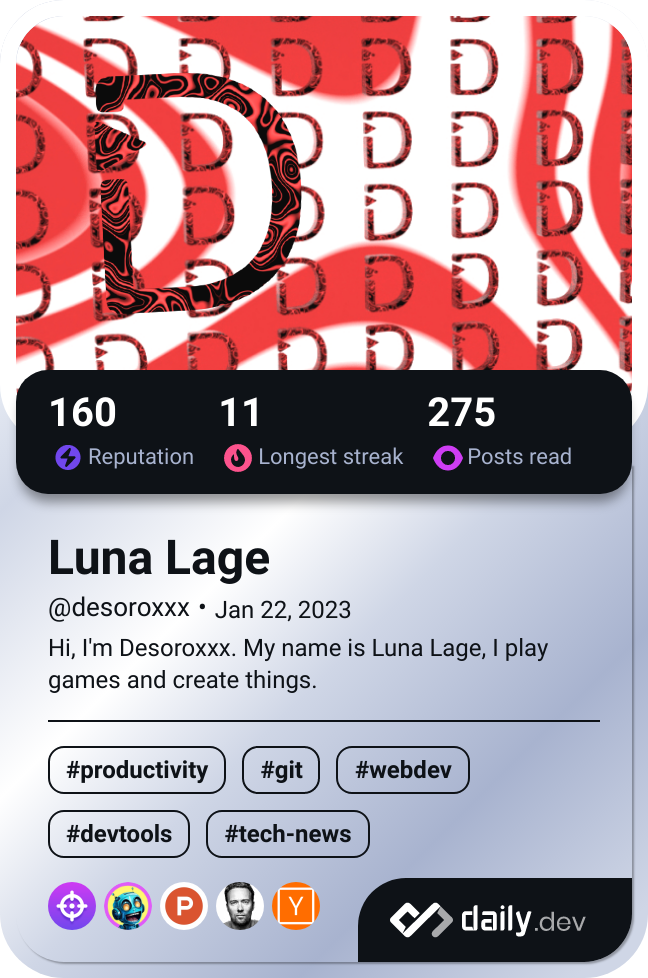 D
160 11 275
Reputation Longest streak Posts read
Luna Lage
@desoroxxx • Jan 22, 2023
Hi, I'm Desoroxxx. My name is Luna Lage, I play
games and create things.
#productivity #git #webdev
#devtools #tech-news
P Y
daily.dev